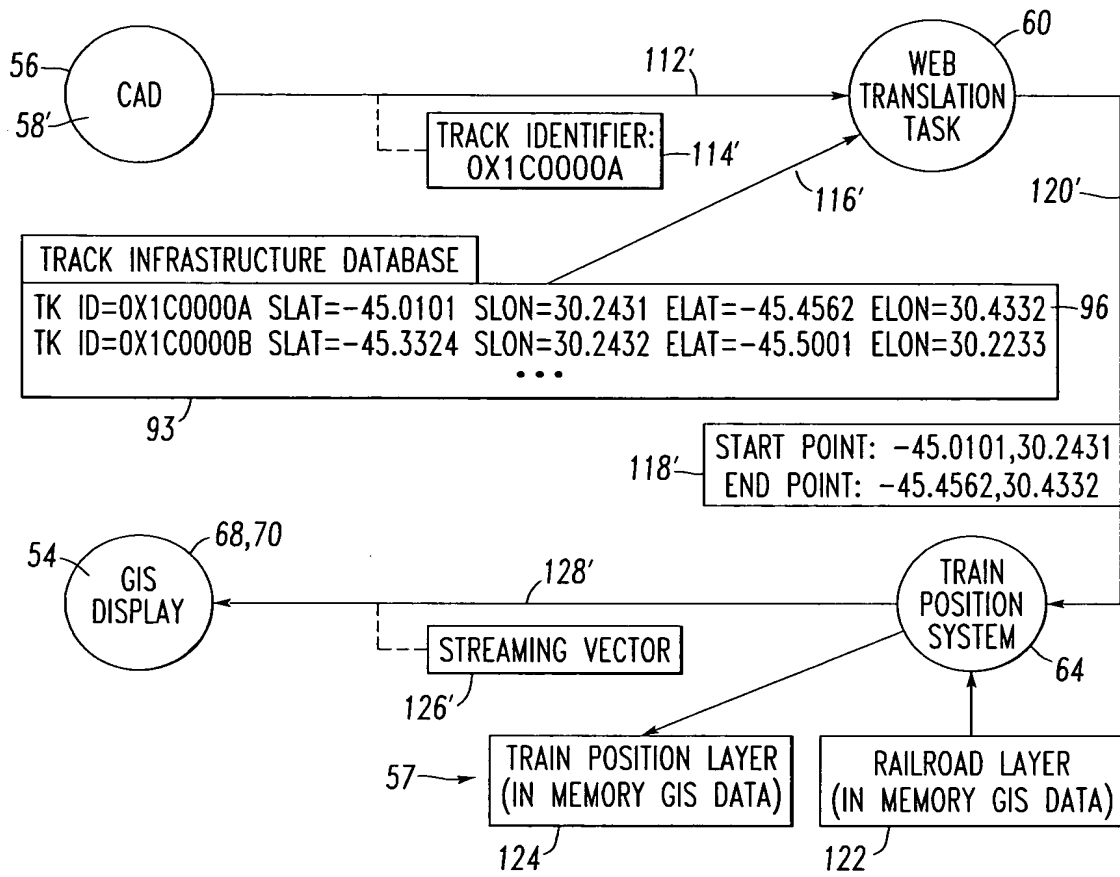 56
58'
CAD
112'
60
WEB
TRANSLATION
TASK
TRACK IDENTIFIER:
0X1C0000A
114'
116'
120'
TRACK INFRASTRUCTURE DATABASE
TK ID=0X1C0000A SLAT=-45.0101 SLON=30.2431 ELAT=-45.4562 ELON=30.4332
TK ID=0X1C0000B SLAT=-45.3324 SLON=30.2432 ELAT=-45.5001 ELON=30.2233
•••
96
93
118'
START POINT: -45.0101,30.2431
END POINT: -45.4562,30.4332
54
68,70
GIS
DISPLAY
128'
TRAIN
POSITION
SYSTEM
64
STREAMING VECTOR
126'
57
TRAIN POSITION LAYER
(IN MEMORY GIS DATA)
124
RAILROAD LAYER
(IN MEMORY GIS DATA)
122